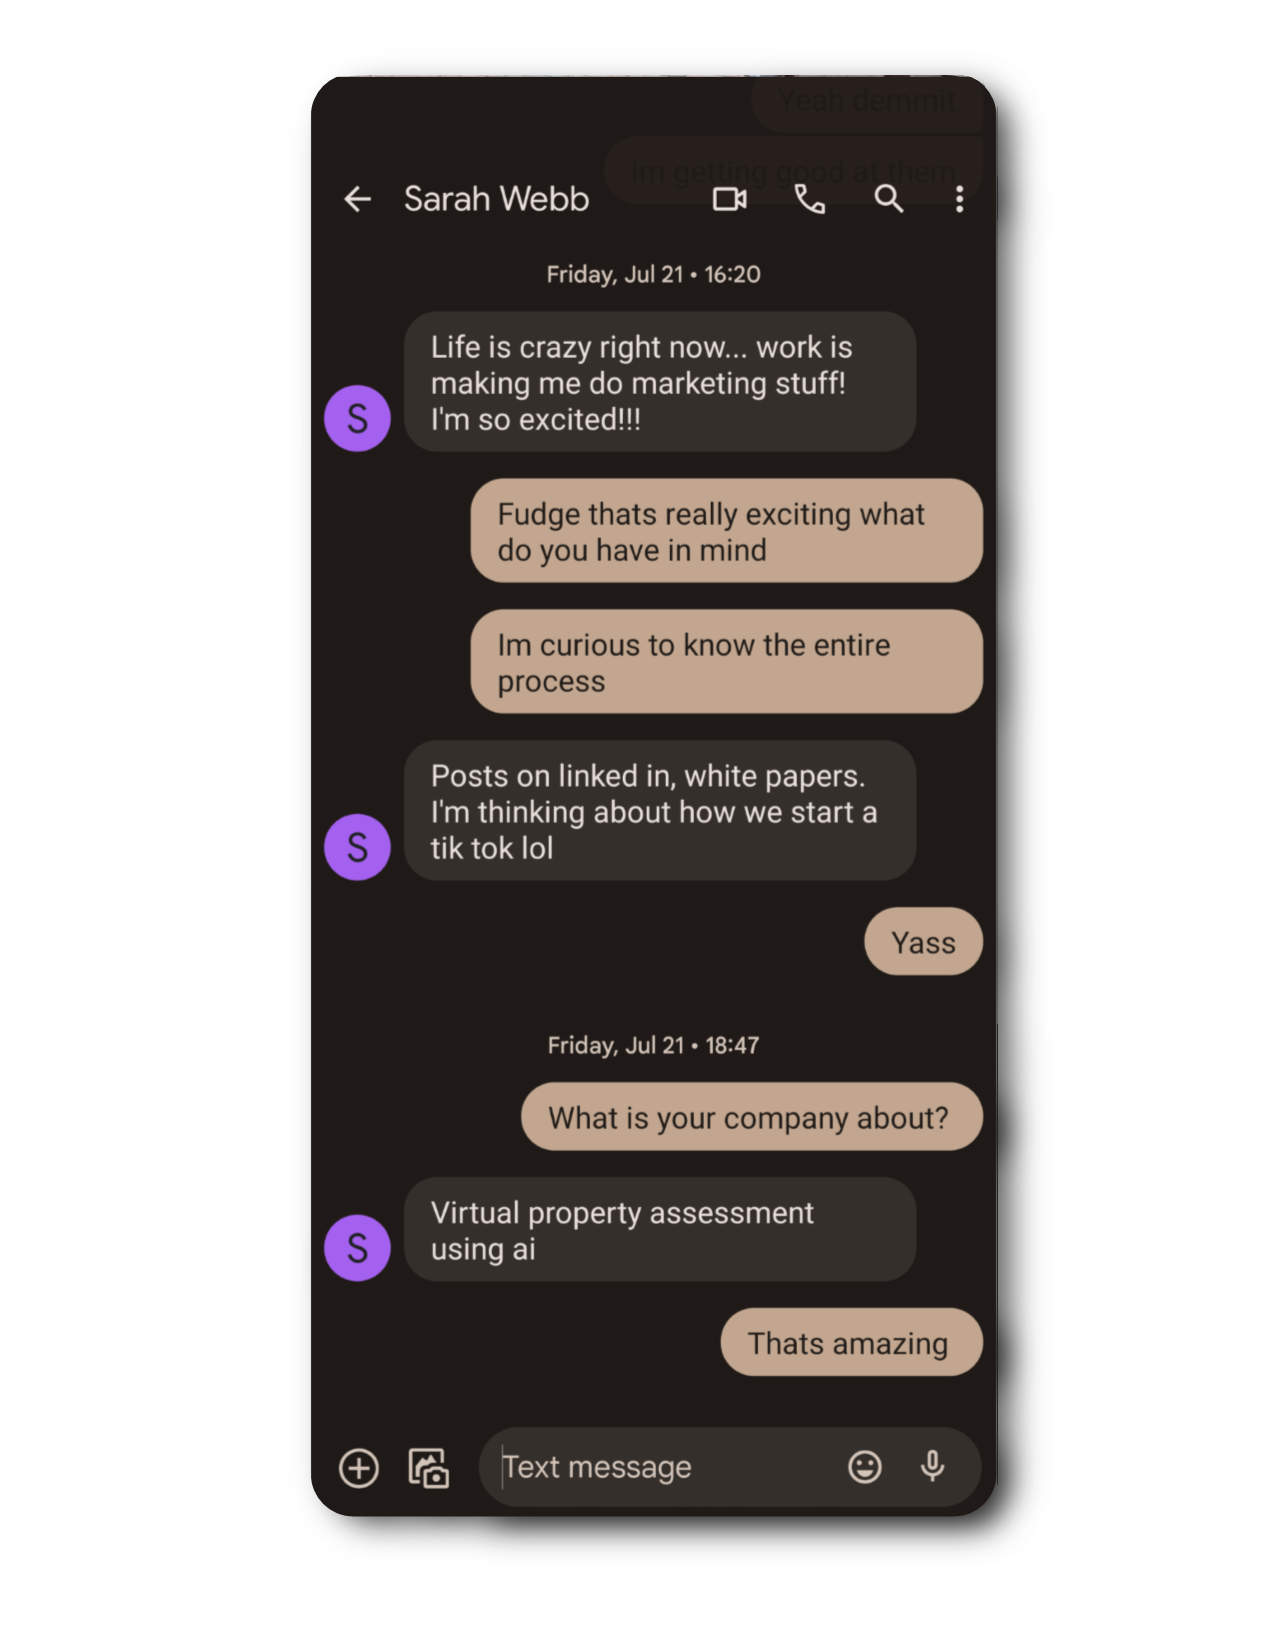 Yeah demmit
Im getting good at them
Sarah Webb
Friday, Jul 21 • 16:20
Life is crazy right now... work is
making me do marketing stuff!
I'm so excited!!!
S
Fudge thats really exciting what
do you have in mind
Im curious to know the entire
process
Posts on linked in, white papers.
I'm thinking about how we start a
tik tok lol
S
Yass
Friday, Jul 21 • 18:47
What is your company about?
Virtual property assessment
using ai
S
Thats amazing
Text message